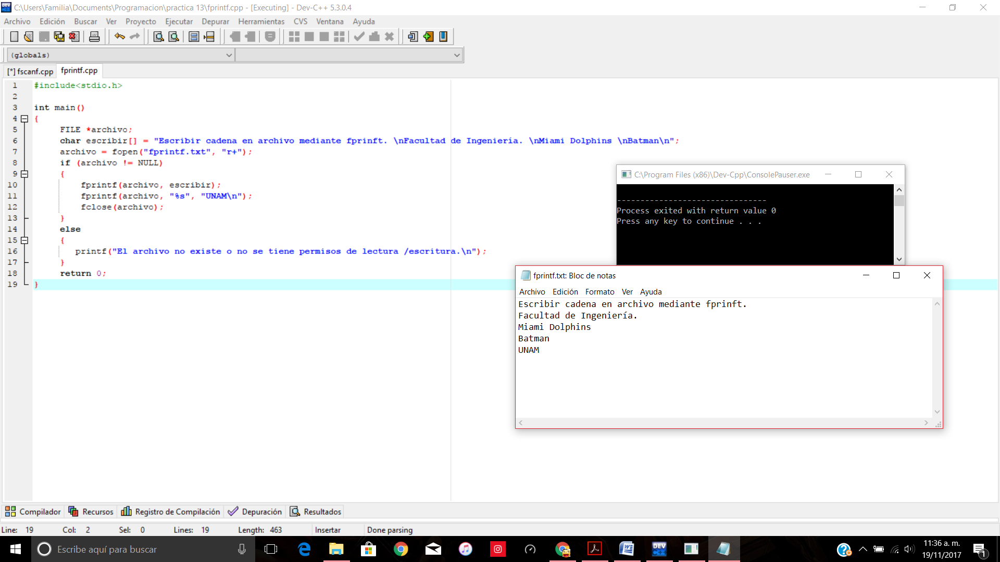 C:\Users\Familia\Documents\Programacion\practica 13\fprintf.cpp - [Executing] - Dev-C++ 5.3.0.4
Archivo Edición Buscar Ver Proyecto Ejecutar Depurar Herramientas CVS Ventana Ayuda
(globals)
[*] fscanf.cpp fprintf.cpp
1 #include<stdio.h>
2
3 int main()
4 {
5 FILE *archivo;
6 char escribir[] = "Escribir cadena en archivo mediante fprinft. \nFacultad de Ingeniería. \nMiami Dolphins \nBatman\n";
7 archivo = fopen("fprintf.txt", "r+");
8 if (archivo != NULL)
9 {
10 fprintf(archivo, escribir);
11 fprintf(archivo, "%s", "UNAM\n");
12 fclose(archivo);
13 }
14 else
15 {
16 printf("El archivo no existe o no se tiene permisos de lectura /escritura.\n");
17 }
18 return 0;
19 }
C:\Program Files (x86)\Dev-Cpp\ConsolePauser.exe
--------------------------------
Process exited with return value 0
Press any key to continue . . .
fprintf.txt: Bloc de notas
Archivo Edición Formato Ver Ayuda
Escribir cadena en archivo mediante fprinft.
Facultad de Ingeniería.
Miami Dolphins
Batman
UNAM
Compilador Recursos Registro de Compilación Depuración Resultados
Line: 19 Col: 2 Sel: 0 Lines: 19 Length: 463 Insertar Done parsing
Escribe aquí para buscar
DEV
11:36 a. m.
19/11/2017
1